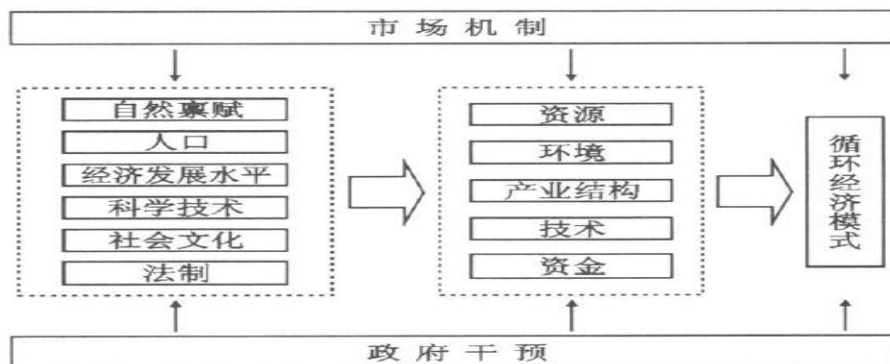 市场机制
自然禀赋
人口
经济发展水平
科学技术
社会文化
法制
资源
环境
产业结构
技术
资金
循环经济模式
政府干预